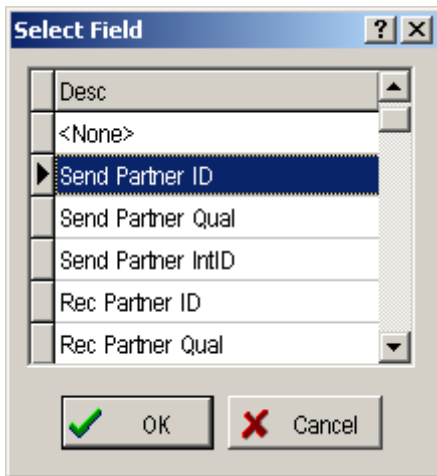 Select Field
?
Desc
<None>
Send Partner ID
Send Partner Qual
Send Partner IntID
Rec Partner ID
Rec Partner Qual
OK
Cancel